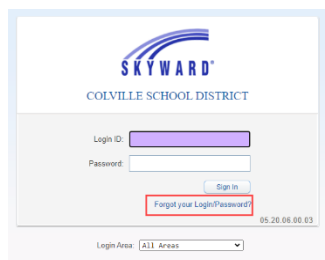 SKYWARD®
COLVILLE SCHOOL DISTRICT
Login ID:
Password:
Sign In
Forgot your Login/Password?
05.20.06.00.03
Login Area: All Areas